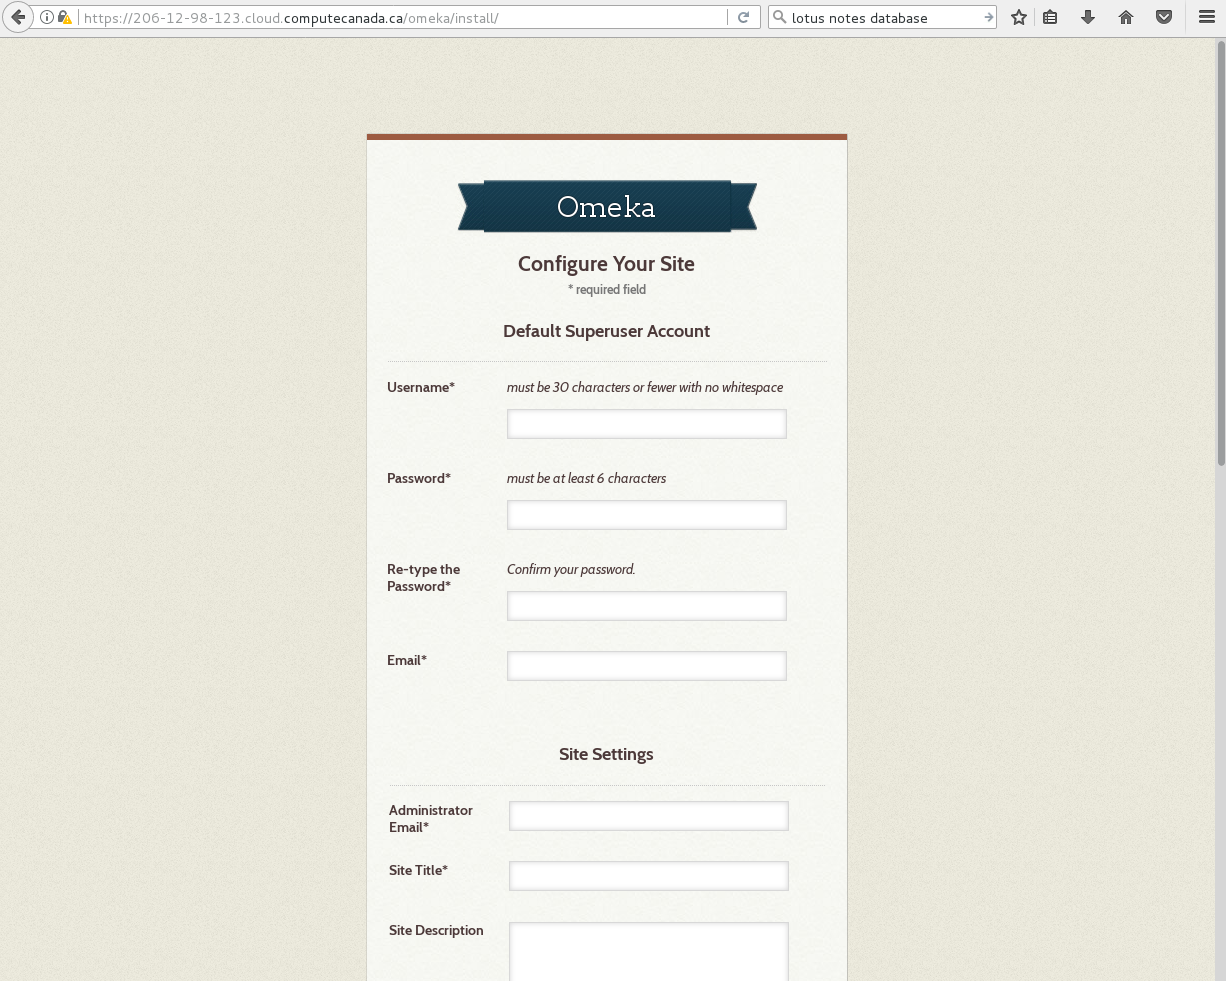 https://206-12-98-123.cloud.computecanada.ca/omeka/install/
lotus notes database
Omeka
Configure Your Site
* required field
Default Superuser Account
Username*
must be 30 characters or fewer with no whitespace
Password*
must be at least 6 characters
Re-type the
Password*
Confirm your password.
Email*
Site Settings
Administrator
Email*
Site Title*
Site Description